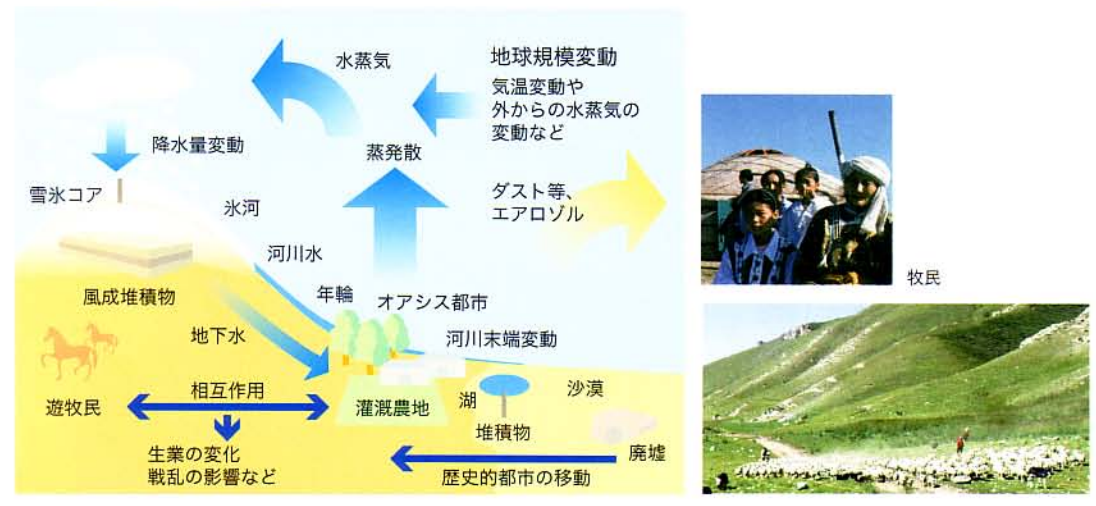 水蒸気
地球規模変動
気温変動や
外からの水蒸気の
変動など
降水量変動
蒸発散
雪氷コア
氷河
ダスト等、
エアロゾル
河川水
牧民
風成堆積物
年輪
オアシス都市
地下水
河川末端変動
相互作用
沙漠
遊牧民
灌漑農地
湖
堆積物
生業の変化
戦乱の影響など
廃墟
歴史的都市の移動